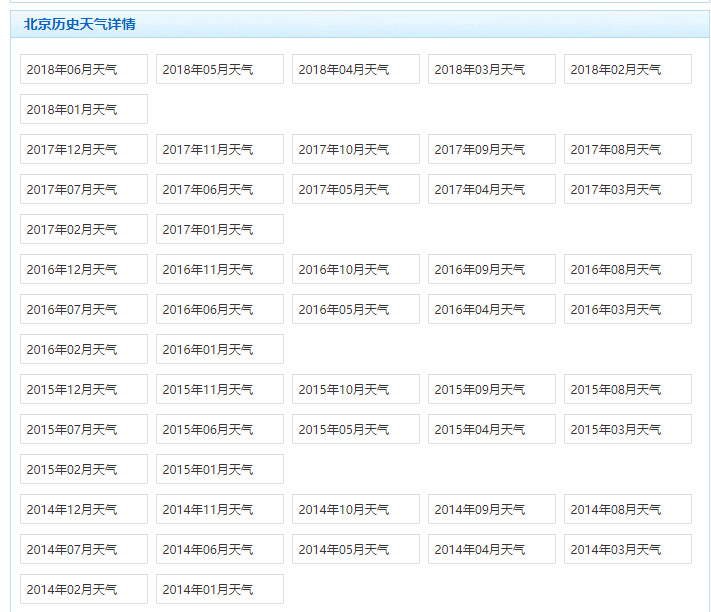 北京历史天气详情
2018年06月天气 2018年05月天气 2018年04月天气 2018年03月天气 2018年02月天气
2018年01月天气
2017年12月天气 2017年11月天气 2017年10月天气 2017年09月天气 2017年08月天气
2017年07月天气 2017年06月天气 2017年05月天气 2017年04月天气 2017年03月天气
2017年02月天气 2017年01月天气
2016年12月天气 2016年11月天气 2016年10月天气 2016年09月天气 2016年08月天气
2016年07月天气 2016年06月天气 2016年05月天气 2016年04月天气 2016年03月天气
2016年02月天气 2016年01月天气
2015年12月天气 2015年11月天气 2015年10月天气 2015年09月天气 2015年08月天气
2015年07月天气 2015年06月天气 2015年05月天气 2015年04月天气 2015年03月天气
2015年02月天气 2015年01月天气
2014年12月天气 2014年11月天气 2014年10月天气 2014年09月天气 2014年08月天气
2014年07月天气 2014年06月天气 2014年05月天气 2014年04月天气 2014年03月天气
2014年02月天气 2014年01月天气